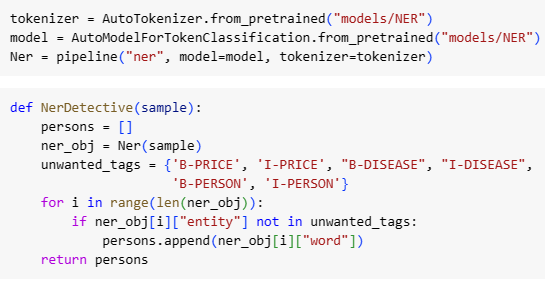 tokenizer = AutoTokenizer.from_pretrained("models/NER")
model = AutoModelForTokenClassification.from_pretrained("models/NER")
Ner = pipeline("ner", model=model, tokenizer=tokenizer)
def NerDetective(sample):
    persons = []
    ner_obj = Ner(sample)
    unwanted_tags = {'B-PRICE', 'I-PRICE', "B-DISEASE", "I-DISEASE",
                     'B-PERSON', 'I-PERSON'}
    for i in range(len(ner_obj)):
        if ner_obj[i]["entity"] not in unwanted_tags:
            persons.append(ner_obj[i]["word"])
    return persons